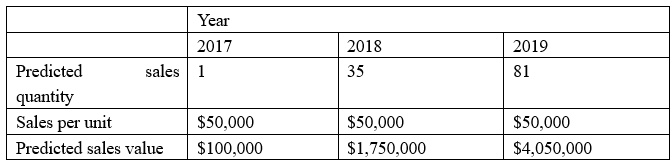 Year
2017 2018 2019
Predicted sales 1 35 81
quantity
Sales per unit $50,000 $50,000 $50,000
Predicted sales value $100,000 $1,750,000 $4,050,000